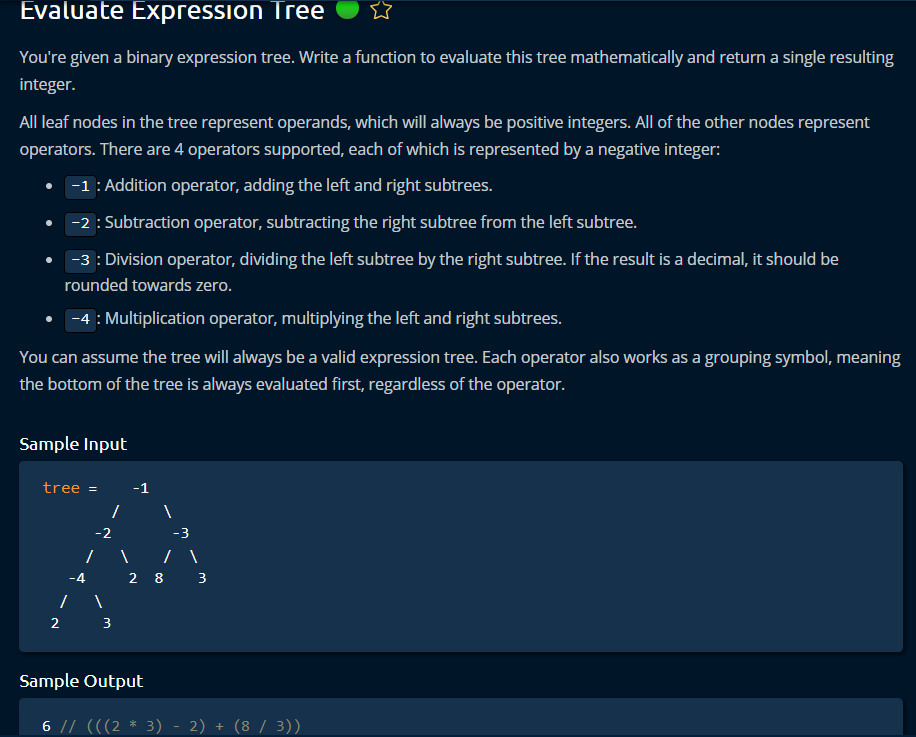 Evaluate Expression Tree
You're given a binary expression tree. Write a function to evaluate this tree mathematically and return a single resulting
integer.
All leaf nodes in the tree represent operands, which will always be positive integers. All of the other nodes represent
operators. There are 4 operators supported, each of which is represented by a negative integer:
• -1: Addition operator, adding the left and right subtrees.
• -2: Subtraction operator, subtracting the right subtree from the left subtree.
• -3: Division operator, dividing the left subtree by the right subtree. If the result is a decimal, it should be
rounded towards zero.
• -4: Multiplication operator, multiplying the left and right subtrees.
You can assume the tree will always be a valid expression tree. Each operator also works as a grouping symbol, meaning
the bottom of the tree is always evaluated first, regardless of the operator.
Sample Input
tree =    -1
/     \
-2       -3
/   \    /  \
-4     2  8    3
/   \
2     3
Sample Output
6 // (((2 * 3) - 2) + (8 / 3))